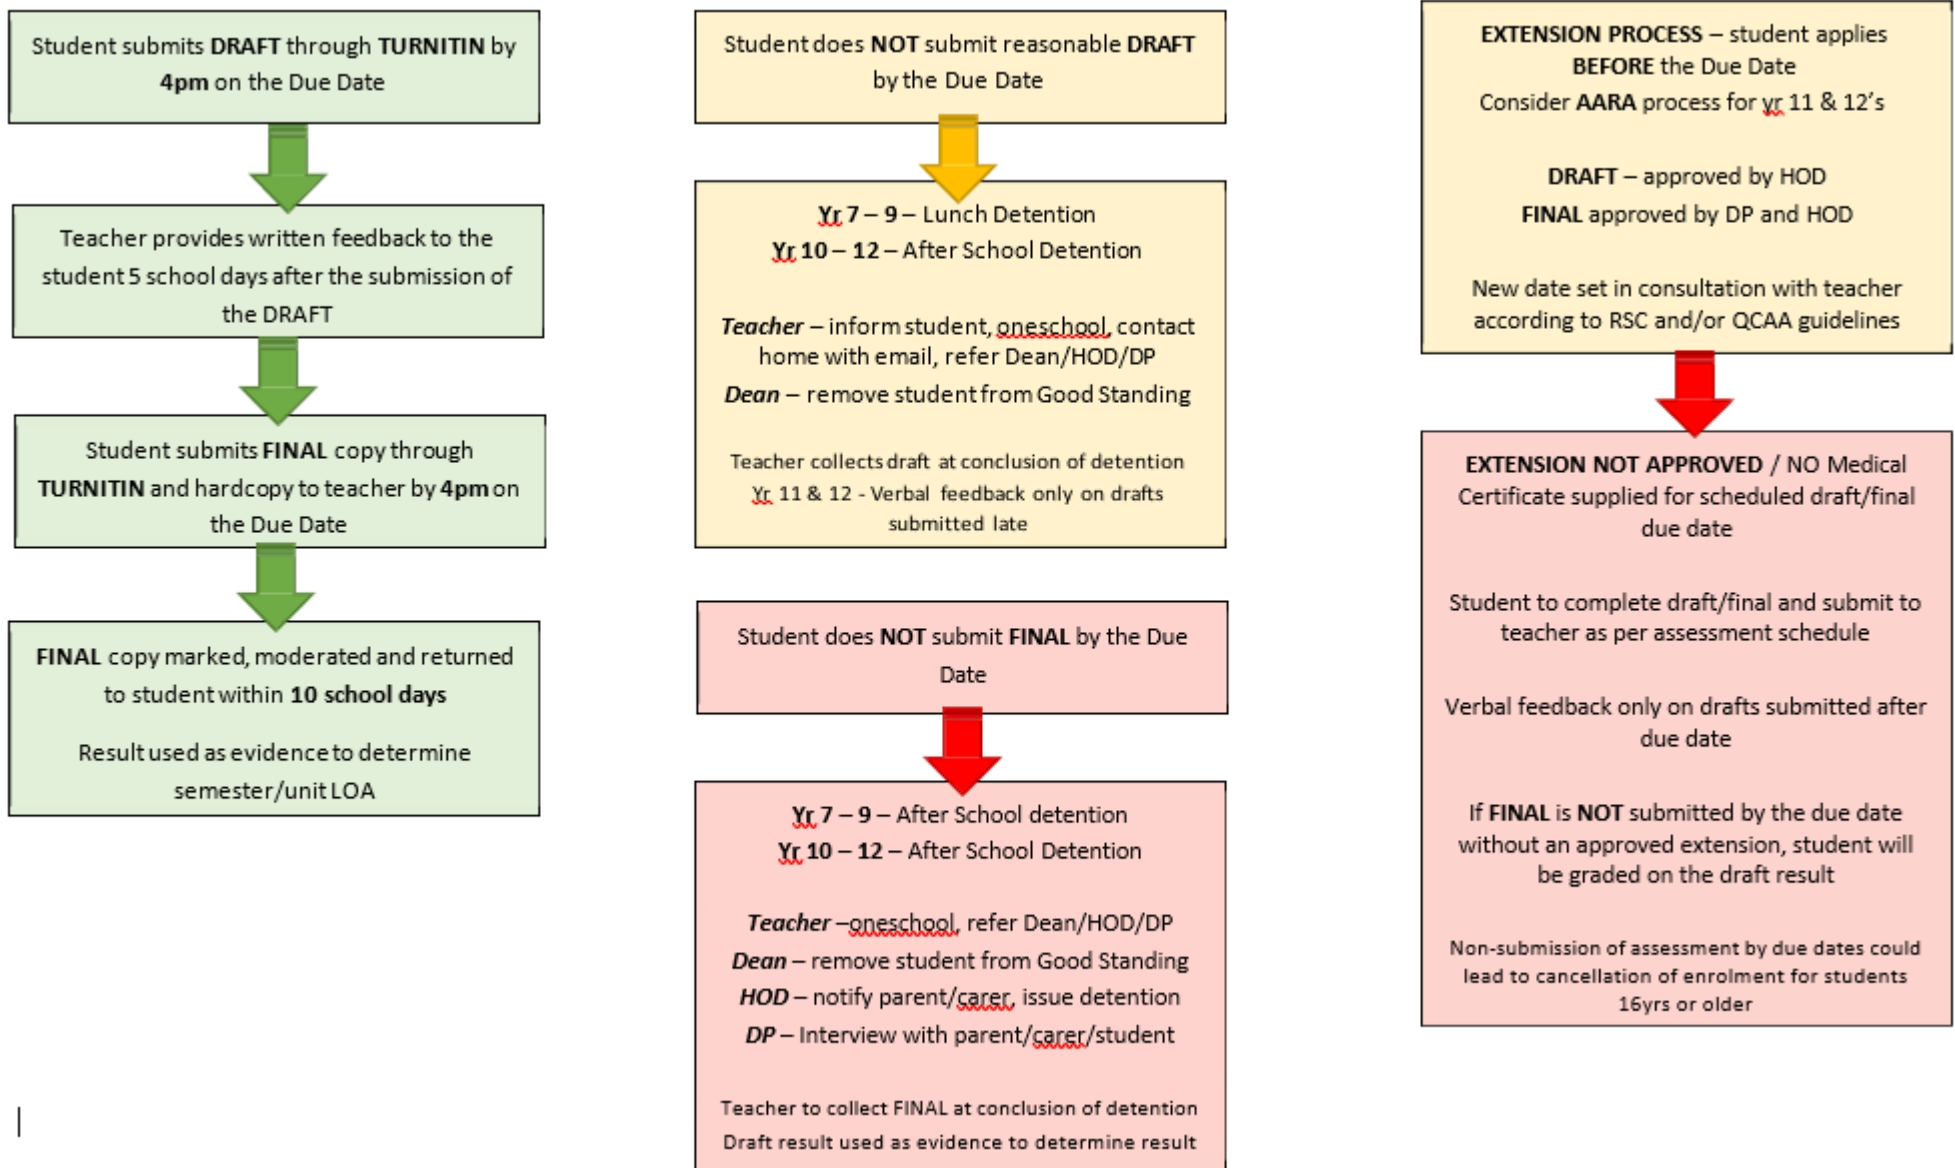 Student submits DRAFT through TURNITIN by
4pm on the Due Date
Teacher provides written feedback to the
student 5 school days after the submission of
the DRAFT
Student submits FINAL copy through
TURNITIN and hardcopy to teacher by 4pm on
the Due Date
FINAL copy marked, moderated and returned
to student within 10 school days
Result used as evidence to determine
semester/unit LOA
Student does NOT submit reasonable DRAFT
by the Due Date
Yr 7 – 9 – Lunch Detention
Yr 10 – 12 – After School Detention
Teacher – inform student, oneschool, contact
home with email, refer Dean/HOD/DP
Dean – remove student from Good Standing
Teacher collects draft at conclusion of detention
Yr 11 & 12 - Verbal feedback only on drafts
submitted late
Student does NOT submit FINAL by the Due
Date
Yr 7 – 9 – After School detention
Yr 10 – 12 – After School Detention
Teacher –oneschool, refer Dean/HOD/DP
Dean – remove student from Good Standing
HOD – notify parent/carer, issue detention
DP – Interview with parent/carer/student
Teacher to collect FINAL at conclusion of detention
Draft result used as evidence to determine result
EXTENSION PROCESS – student applies
BEFORE the Due Date
Consider AARA process for yr 11 & 12's
DRAFT – approved by HOD
FINAL approved by DP and HOD
New date set in consultation with teacher
according to RSC and/or QCAA guidelines
EXTENSION NOT APPROVED / NO Medical
Certificate supplied for scheduled draft/final
due date
Student to complete draft/final and submit to
teacher as per assessment schedule
Verbal feedback only on drafts submitted after
due date
If FINAL is NOT submitted by the due date
without an approved extension, student will
be graded on the draft result
Non-submission of assessment by due dates could
lead to cancellation of enrolment for students
16yrs or older